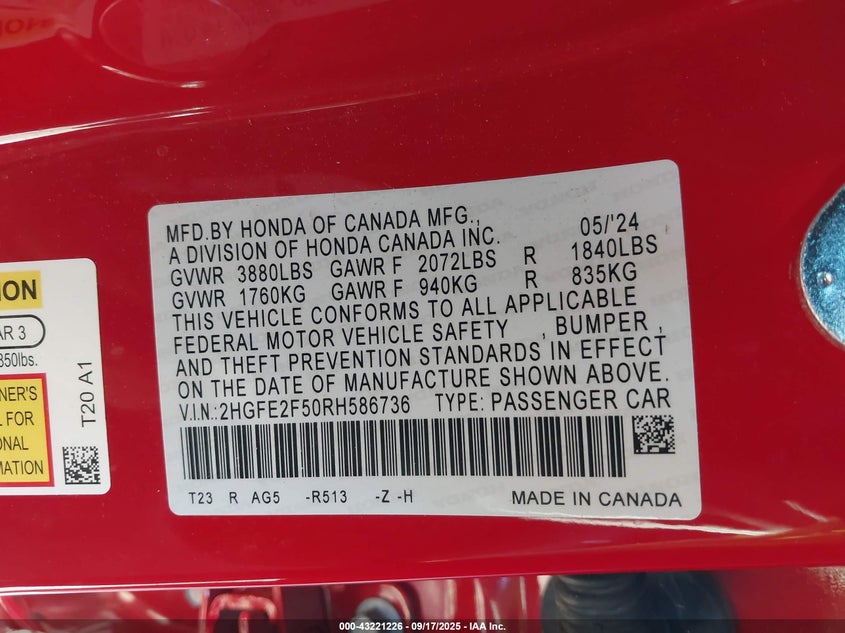 MFD.BY HONDA OF CANADA MFG., 05/'24
A DIVISION OF HONDA CANADA INC.
GVWR 3880LBS GAWR F 2072LBS R 1840LBS
GVWR 1760KG GAWR F 940KG R 835KG
THIS VEHICLE CONFORMS TO ALL APPLICABLE
FEDERAL MOTOR VEHICLE SAFETY , BUMPER ,
AND THEFT PREVENTION STANDARDS IN EFFECT
ON THE DATE OF MANUFACTURE SHOWN ABOVE.
V.I.N.:2HGFE2F50RH586736 TYPE: PASSENGER CAR
T23 R AG5 -R513 -Z -H MADE IN CANADA
ION
AR 3
350lbs.
NER'S
L FOR
ONAL
MATION
T20 A1
000-43221226 - 09/17/2025 - IAA Inc.